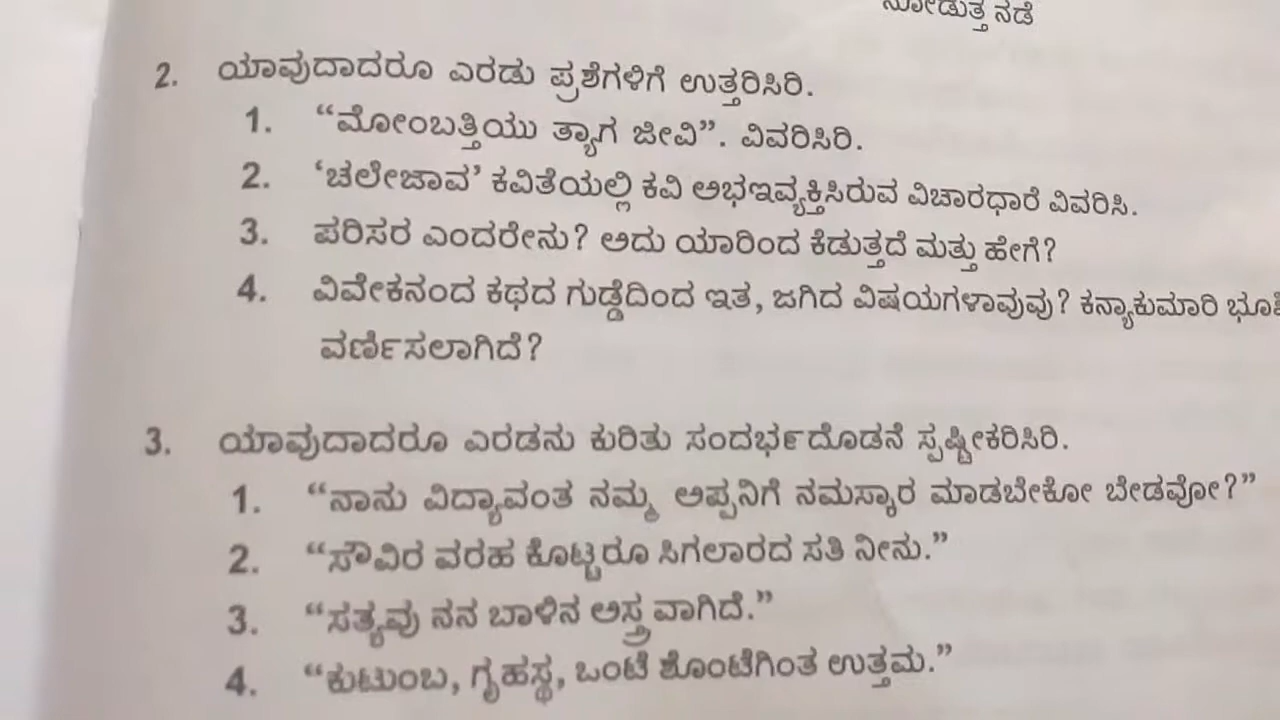 ನೋಡುತ್ತ ನಡೆ
2. ಯಾವುದಾದರೂ ಎರಡು ಪ್ರಶೆಗಳಿಗೆ ಉತ್ತರಿಸಿರಿ.
1. “ಮೋಂಬತ್ತಿಯು ತ್ಯಾಗ ಜೀವಿ”. ವಿವರಿಸಿರಿ.
2. ‘ಚಲೇಜಾವ’ ಕವಿತೆಯಲ್ಲಿ ಕವಿ ಅಭಇವ್ಯಕ್ತಿಸಿರುವ ವಿಚಾರಧಾರೆ ವಿವರಿಸಿ.
3. ಪರಿಸರ ಎಂದರೇನು? ಅದು ಯಾರಿಂದ ಕೆಡುತ್ತದೆ ಮತ್ತು ಹೇಗೆ?
4. ವಿವೇಕನಂದ ಕಥದ ಗುಡ್ಡೆದಿಂದ ಇತ, ಜಗಿದ ವಿಷಯಗಳಾವುವು? ಕನ್ಯಾಕುಮಾರಿ
ವರ್ಣಿಸಲಾಗಿದೆ?
3. ಯಾವುದಾದರೂ ಎರಡನು ಕುರಿತು ಸಂದರ್ಭದೊಡನೆ ಸ್ಪಷ್ಟೀಕರಿಸಿರಿ.
1. “ನಾನು ವಿದ್ಯಾವಂತ ನಮ್ಮ ಅಪ್ಪನಿಗೆ ನಮಸ್ಕಾರ ಮಾಡಬೇಕೋ ಬೇಡವೋ?”
2. “ಸೌವಿರ ವರಹ ಕೊಟ್ಟರೂ ಸಿಗಲಾರದ ಸತಿ ನೀನು.”
3. “ಸತ್ಯವು ನನ ಬಾಳಿನ ಅಸ್ತ್ರವಾಗಿದೆ.”
4. “ಕುಟುಂಬ, ಗೃಹಸ್ಥ, ಒಂಟಿ ಶೊಂಟೆಗಿಂತ ಉತ್ತಮ.”